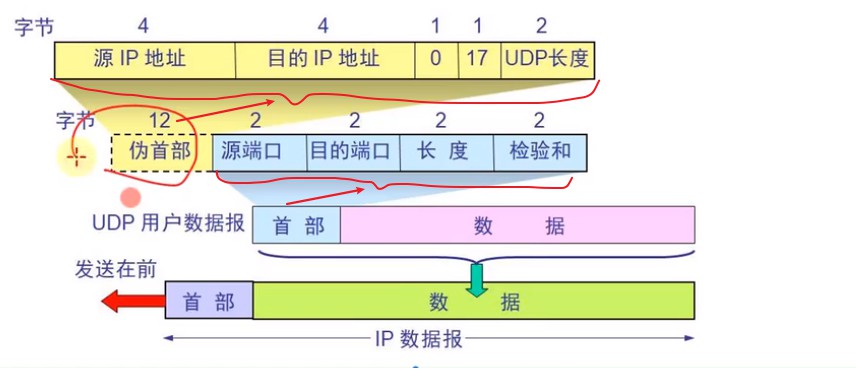 字节 4 4 1 1 2
源 IP 地址 目的 IP 地址 0 17 UDP长度
字节 12 2 2 2 2
伪首部 源端口 目的端口 长 度 检验和
UDP 用户数据报 首 部 数 据
发送在前
首 部 数 据
IP 数据报